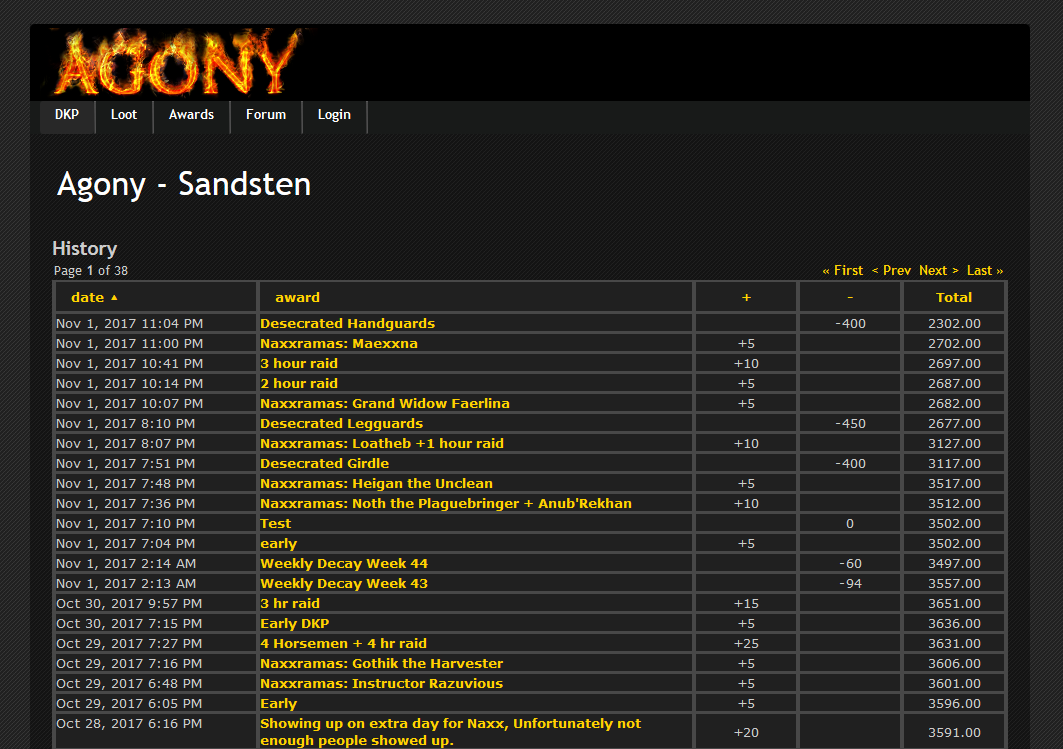 AGONY
DKP Loot Awards Forum Login
Agony - Sandsten
History
Page 1 of 38 « First < Prev Next > Last »
date ▲ award + - Total
Nov 1, 2017 11:04 PM Desecrated Handguards -400 2302.00
Nov 1, 2017 11:00 PM Naxxramas: Maexxna +5 2702.00
Nov 1, 2017 10:41 PM 3 hour raid +10 2697.00
Nov 1, 2017 10:14 PM 2 hour raid +5 2687.00
Nov 1, 2017 10:07 PM Naxxramas: Grand Widow Faerlina +5 2682.00
Nov 1, 2017 8:10 PM Desecrated Legguards -450 2677.00
Nov 1, 2017 8:07 PM Naxxramas: Loatheb +1 hour raid +10 3127.00
Nov 1, 2017 7:51 PM Desecrated Girdle -400 3117.00
Nov 1, 2017 7:48 PM Naxxramas: Heigan the Unclean +5 3517.00
Nov 1, 2017 7:36 PM Naxxramas: Noth the Plaguebringer + Anub'Rekhan +10 3512.00
Nov 1, 2017 7:10 PM Test 0 3502.00
Nov 1, 2017 7:04 PM early +5 3502.00
Nov 1, 2017 2:14 AM Weekly Decay Week 44 -60 3497.00
Nov 1, 2017 2:13 AM Weekly Decay Week 43 -94 3557.00
Oct 30, 2017 9:57 PM 3 hr raid +15 3651.00
Oct 30, 2017 7:15 PM Early DKP +5 3636.00
Oct 29, 2017 7:27 PM 4 Horsemen + 4 hr raid +25 3631.00
Oct 29, 2017 7:16 PM Naxxramas: Gothik the Harvester +5 3606.00
Oct 29, 2017 6:48 PM Naxxramas: Instructor Razuvious +5 3601.00
Oct 29, 2017 6:05 PM Early +5 3596.00
Oct 28, 2017 6:16 PM Showing up on extra day for Naxx, Unfortunately not
enough people showed up. +20 3591.00